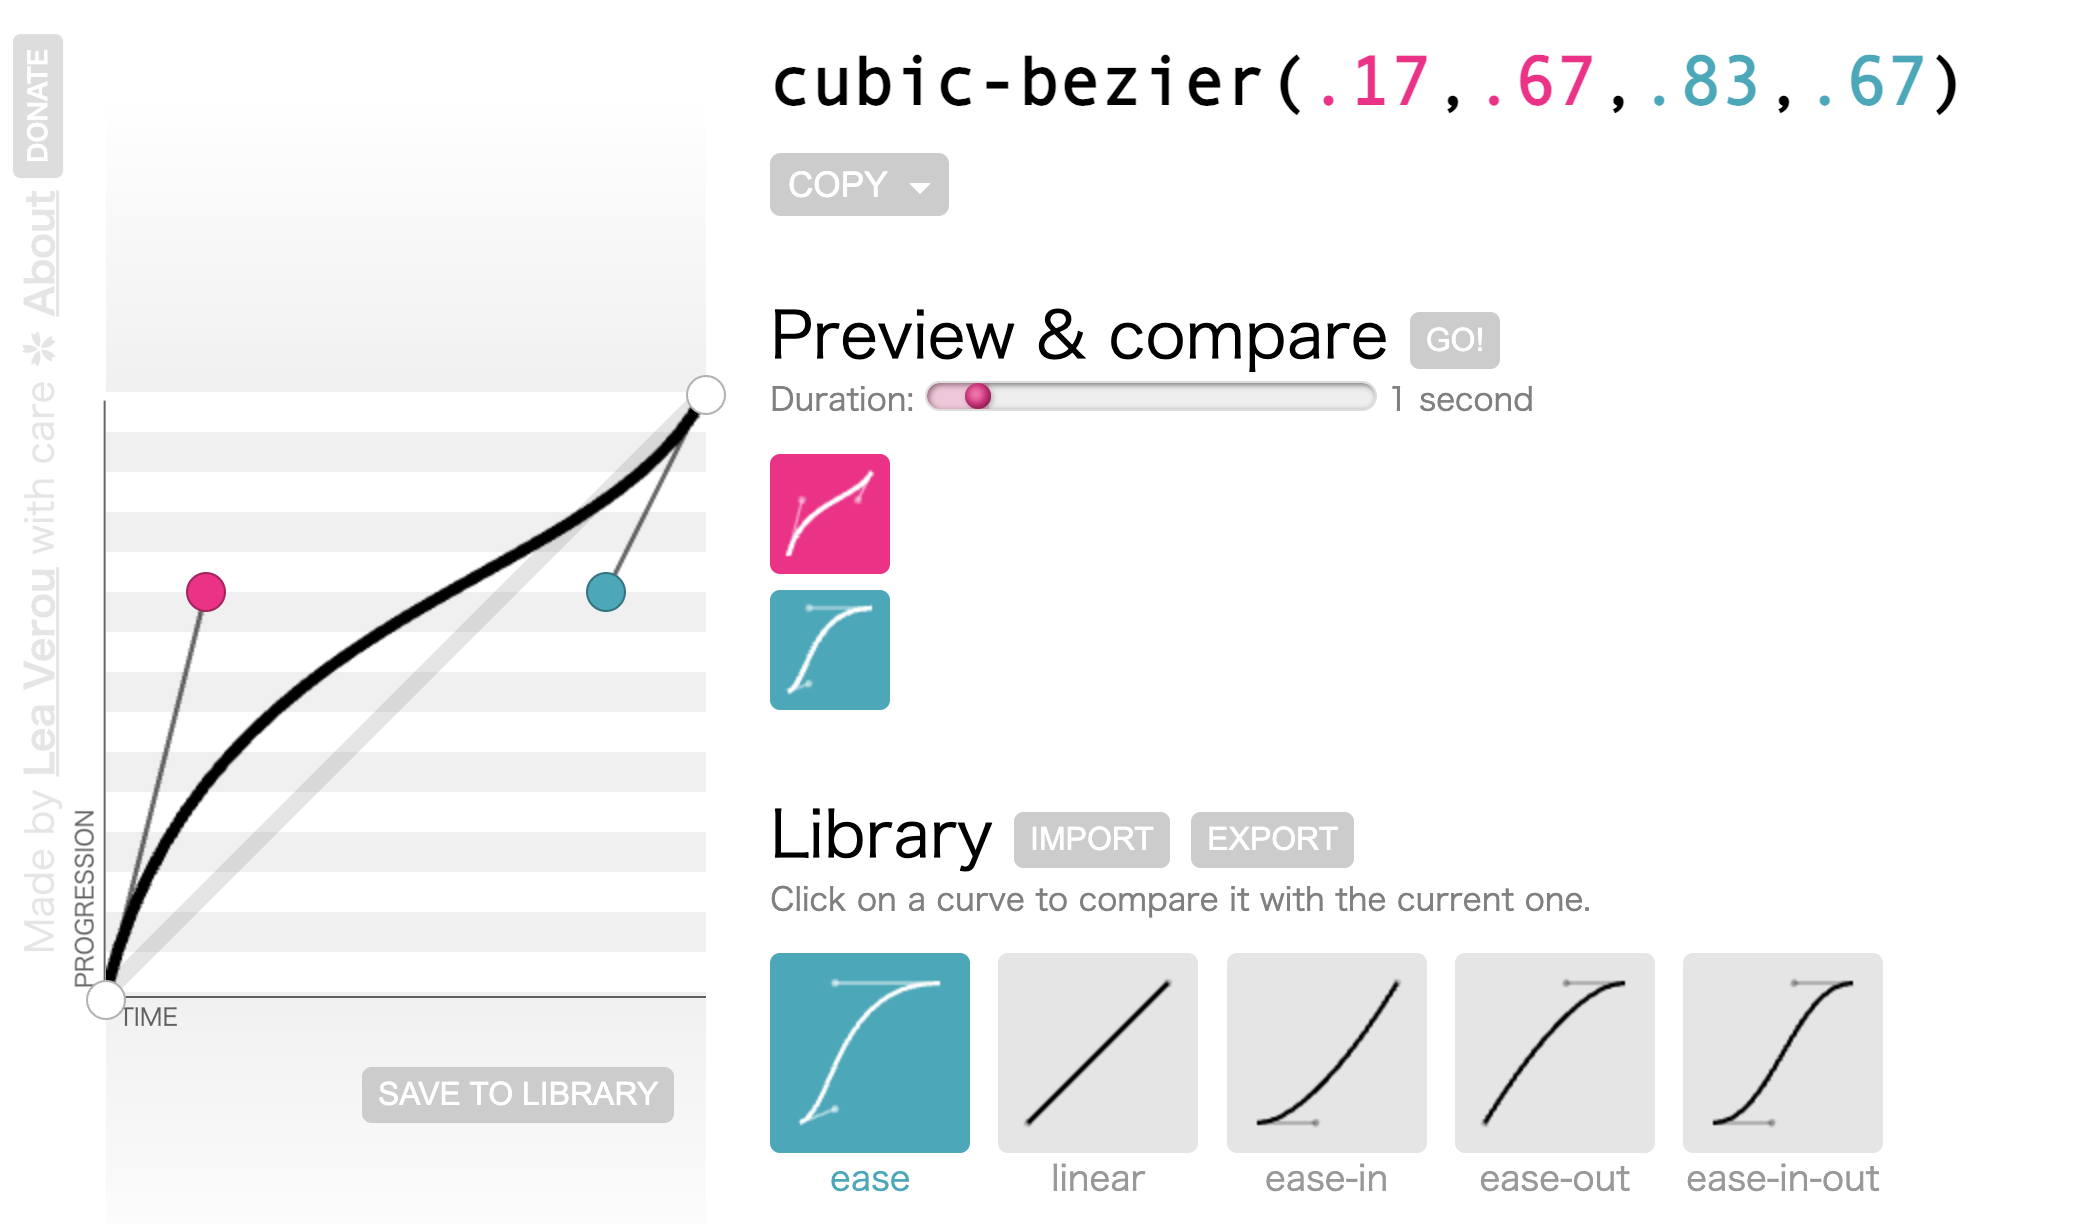 Made by Lea Verou with care ✲ About
DONATE
cubic-bezier(.17,.67,.83,.67)
COPY
Preview & compare
GO!
Duration:
1 second
PROGRESSION
TIME
SAVE TO LIBRARY
Library
IMPORT
EXPORT
Click on a curve to compare it with the current one.
ease
linear
ease-in
ease-out
ease-in-out